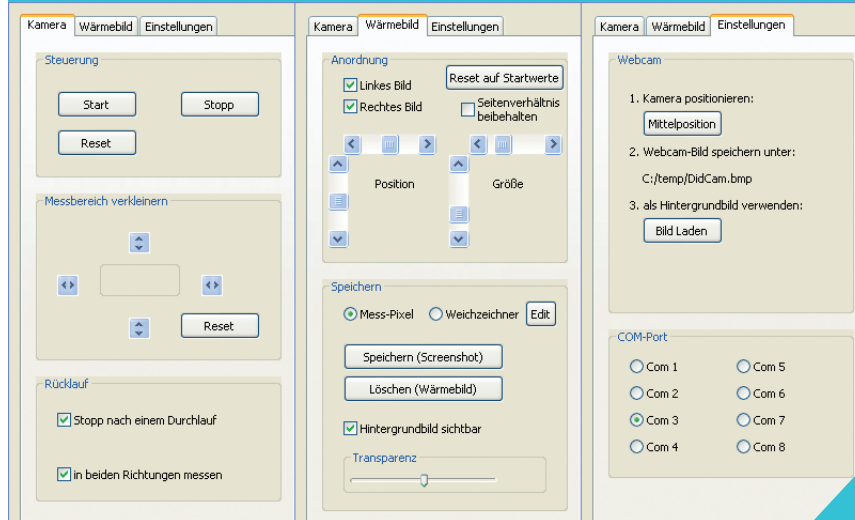 Kamera Wärmebild Einstellungen
Steuerung
Start Stopp
Reset
Messbereich verkleinern
Reset
Rücklauf
Stopp nach einem Durchlauf
in beiden Richtungen messen
Kamera Wärmebild Einstellungen
Anordnung
Linkes Bild
Reset auf Startwerte
Rechtes Bild
Seitenverhältnis
beibehalten
Position
Größe
Speichern
Mess-Pixel Weichzeichner Edit
Speichern (Screenshot)
Löschen (Wärmebild)
Hintergrundbild sichtbar
Transparenz
Kamera Wärmebild Einstellungen
Webcam
1. Kamera positionieren:
Mittelposition
2. Webcam-Bild speichern unter:
C:/temp/DidCam.bmp
3. als Hintergrundbild verwenden:
Bild Laden
COM-Port
Com 1 Com 5
Com 2 Com 6
Com 3 Com 7
Com 4 Com 8